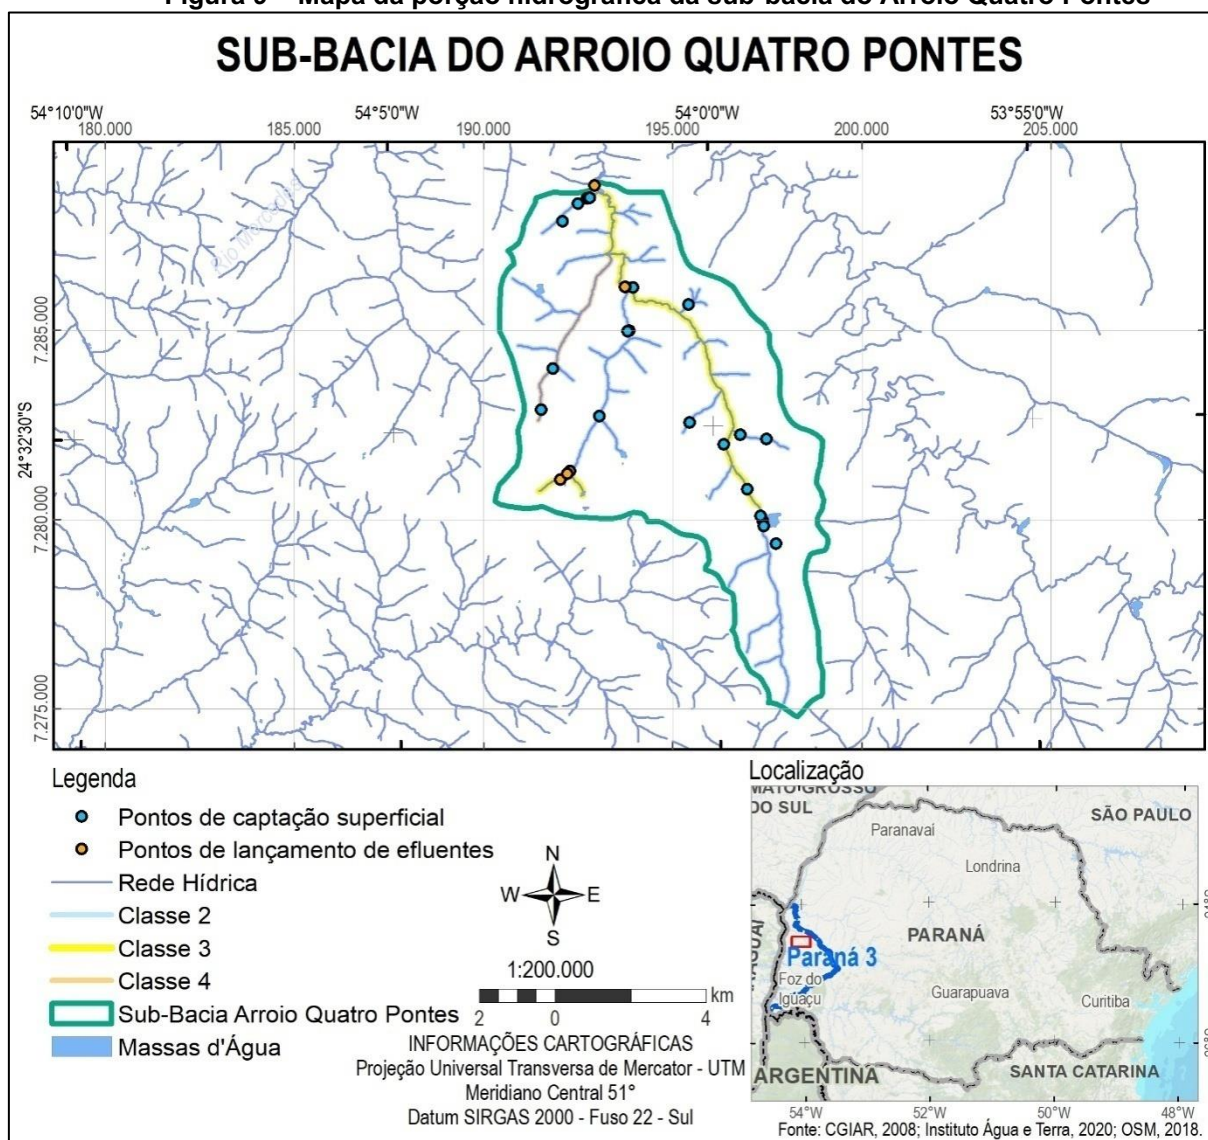 Figura 9 – Mapa da porção hidrográfica da sub-bacia do Arroio Quatro Pontes
SUB-BACIA DO ARROIO QUATRO PONTES
54°10'0"W 54°5'0"W 54°0'0"W 53°55'0"W
180.000 185.000 190.000 195.000 200.000 205.000
Rio Mercedes
7.285.000
24°32'30"S
7.280.000
7.275.000
Legenda
Pontos de captação superficial
Pontos de lançamento de efluentes
Rede Hídrica
Classe 2
Classe 3
Classe 4
Sub-Bacia Arroio Quatro Pontes
Massas d'Água
N
W E
S
1:200.000
km
2 0 4
INFORMAÇÕES CARTOGRÁFICAS
Projeção Universal Transversa de Mercator - UTM
Meridiano Central 51°
Datum SIRGAS 2000 - Fuso 22 - Sul
Localização
MATO GROSSO
DO SUL
SÃO PAULO
Paranavaí
Londrina
PARANÁ
Paraná 3
Foz do
Iguaçu
Guarapuava
Curitiba
ARGENTINA
SANTA CATARINA
54°W 52°W 50°W 48°W
Fonte: CGIAR, 2008; Instituto Água e Terra, 2020; OSM, 2018.